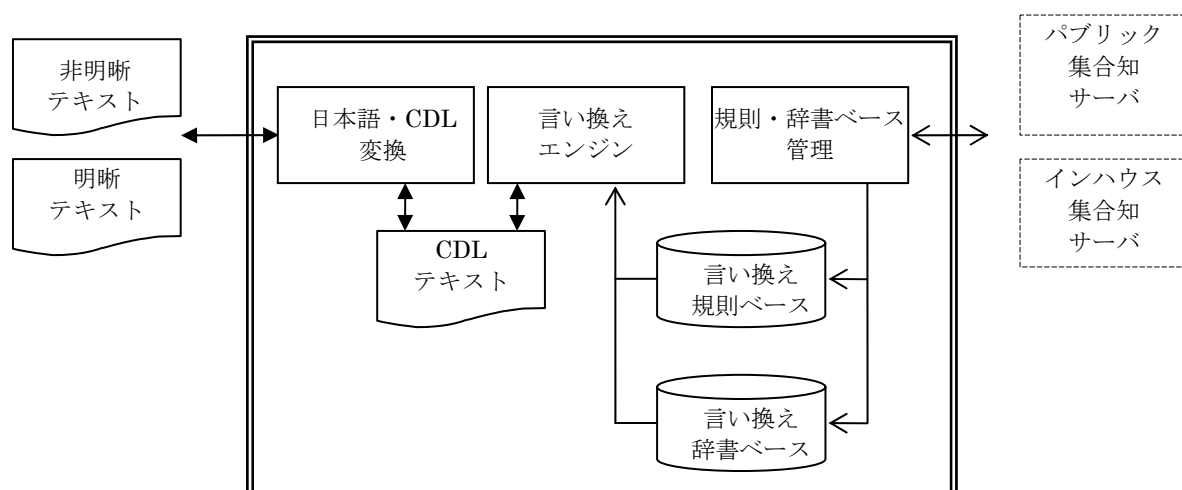 非明晰
テキスト
明晰
テキスト
日本語・CDL
変換
言い換え
エンジン
規則・辞書ベース
管理
CDL
テキスト
言い換え
規則ベース
言い換え
辞書ベース
パブリック
集合知
サーバ
インハウス
集合知
サーバ